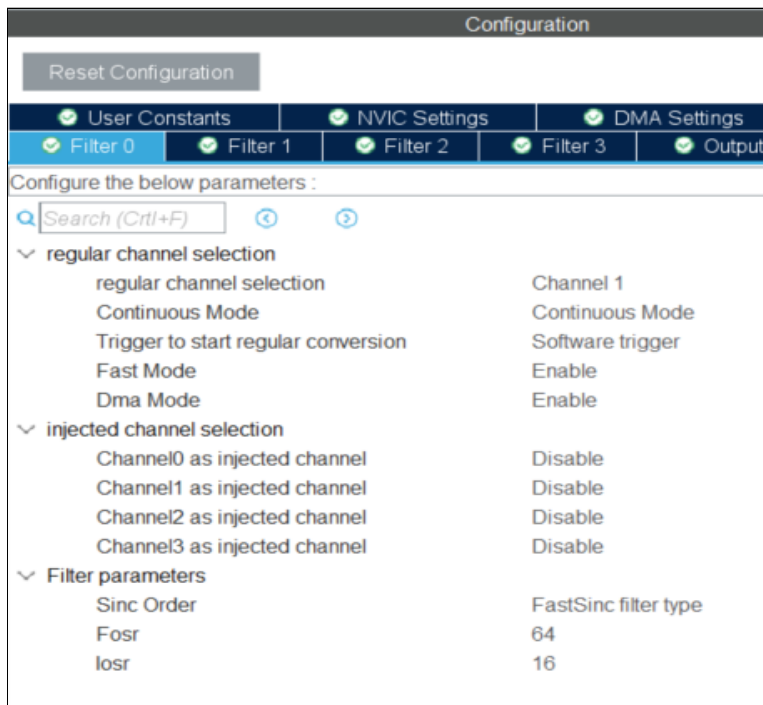 Configuration
Reset Configuration
User Constants NVIC Settings DMA Settings
Filter 0 Filter 1 Filter 2 Filter 3 Output
Configure the below parameters :
Search (Crtl+F)
regular channel selection
regular channel selection Channel 1
Continuous Mode Continuous Mode
Trigger to start regular conversion Software trigger
Fast Mode Enable
Dma Mode Enable
injected channel selection
Channel0 as injected channel Disable
Channel1 as injected channel Disable
Channel2 as injected channel Disable
Channel3 as injected channel Disable
Filter parameters
Sinc Order FastSinc filter type
Fosr 64
Iosr 16